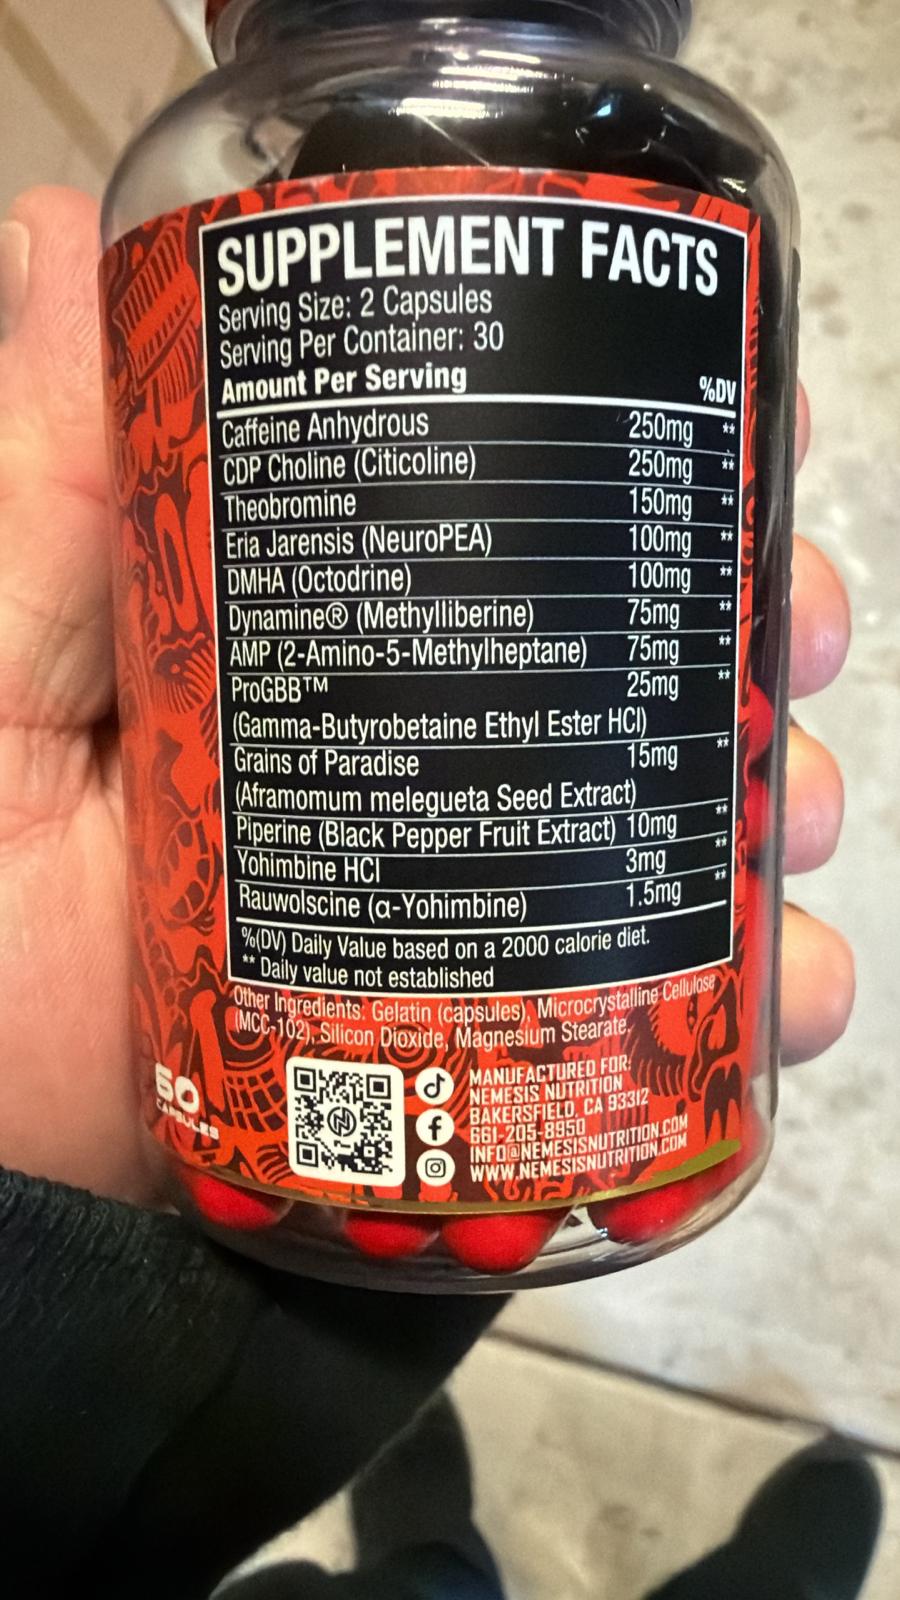 SUPPLEMENT FACTS
Serving Size: 2 Capsules
Serving Per Container: 30
Amount Per Serving %DV
Caffeine Anhydrous 250mg **
CDP Choline (Citicoline) 250mg **
Theobromine 150mg **
Eria Jarensis (NeuroPEA) 100mg **
DMHA (Octodrine) 100mg **
Dynamine® (Methylliberine) 75mg **
AMP (2-Amino-5-Methylheptane) 75mg **
ProGBB™ 25mg **
(Gamma-Butyrobetaine Ethyl Ester HCl)
Grains of Paradise 15mg **
(Aframomum melegueta Seed Extract)
Piperine (Black Pepper Fruit Extract) 10mg **
Yohimbine HCl 3mg **
Rauwolscine (α-Yohimbine) 1.5mg **
%(DV) Daily Value based on a 2000 calorie diet.
** Daily value not established
Other Ingredients: Gelatin (capsules), Microcrystalline Cellulose
(MCC-102), Silicon Dioxide, Magnesium Stearate.
60
CAPSULES
MANUFACTURED FOR:
NEMESIS NUTRITION
BAKERSFIELD, CA 93312
661-205-8950
INFO@NEMESISNUTRITION.COM
WWW.NEMESISNUTRITION.COM